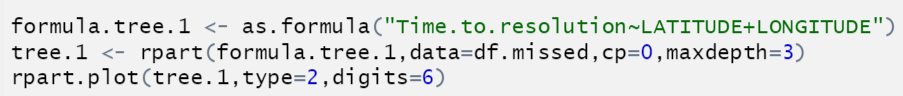 formula.tree.1 <- as.formula("Time.to.resolution~LATITUDE+LONGITUDE")
tree.1 <- rpart(formula.tree.1,data=df.missed,cp=0,maxdepth=3)
rpart.plot(tree.1,type=2,digits=6)